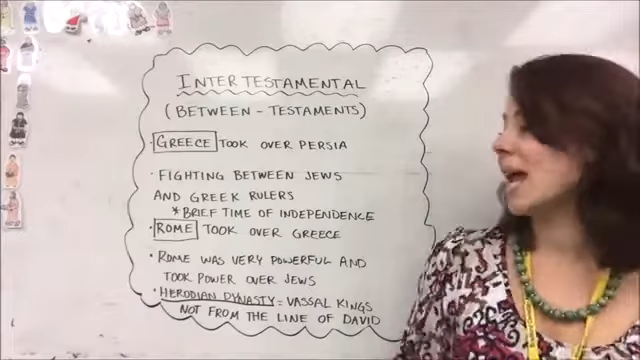 INTERTESTAMENTAL
(BETWEEN-TESTAMENTS)
· GREECE TOOK OVER PERSIA
· FIGHTING BETWEEN JEWS
AND GREEK RULERS
* BRIEF TIME OF INDEPENDENCE
· ROME TOOK OVER GREECE
· ROME WAS VERY POWERFUL AND
TOOK POWER OVER JEWS
· HERODIAN DYNASTY: VASSAL KINGS
NOT FROM THE LINE OF DAVID